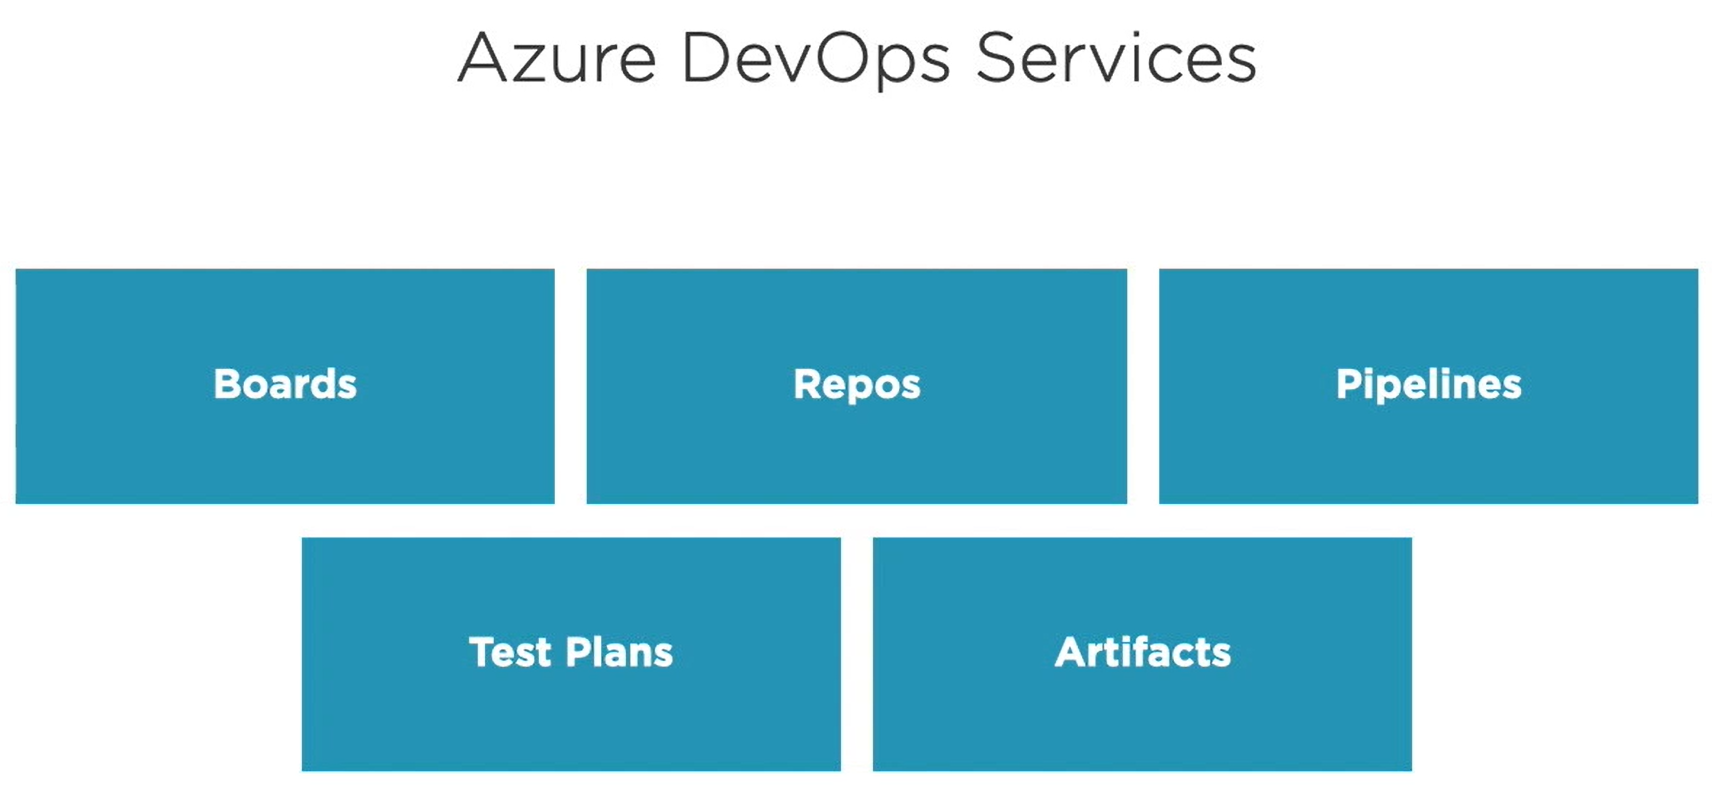 Azure DevOps Services
Boards
Repos
Pipelines
Test Plans
Artifacts